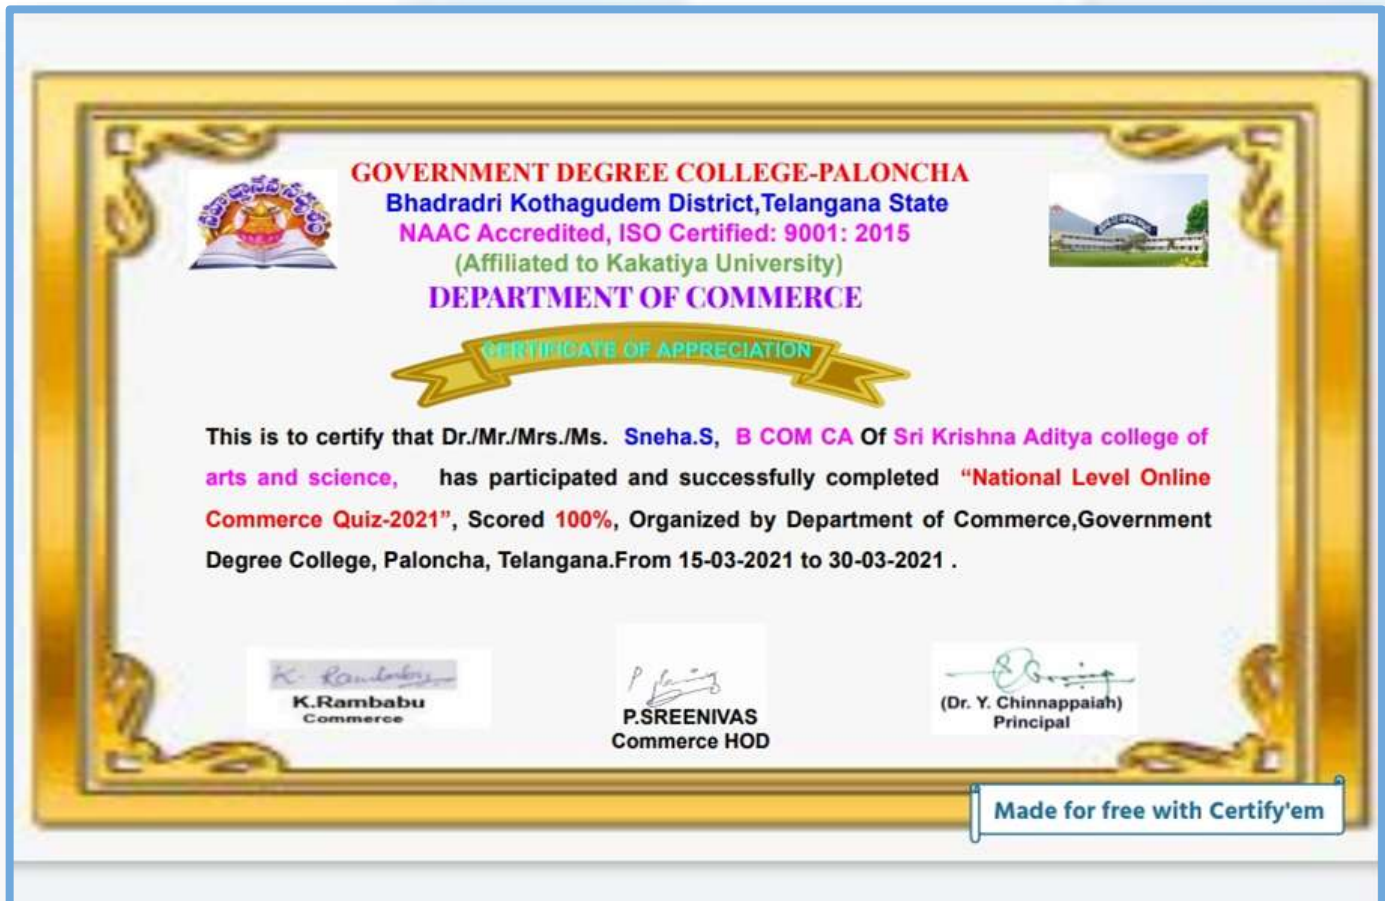 GOVERNMENT DEGREE COLLEGE-PALONCHA
Bhadradri Kothagudem District,Telangana State
NAAC Accredited, ISO Certified: 9001: 2015
(Affiliated to Kakatiya University)
DEPARTMENT OF COMMERCE
CERTIFICATE OF APPRECIATION
This is to certify that Dr./Mr./Mrs./Ms. Sneha.S, B COM CA Of Sri Krishna Aditya college of
arts and science, has participated and successfully completed “National Level Online
Commerce Quiz-2021”, Scored 100%, Organized by Department of Commerce,Government
Degree College, Paloncha, Telangana.From 15-03-2021 to 30-03-2021 .
K. Rambabu
K.Rambabu
Commerce
P.SREENIVAS
Commerce HOD
(Dr. Y. Chinnappaiah)
Principal
Made for free with Certify'em